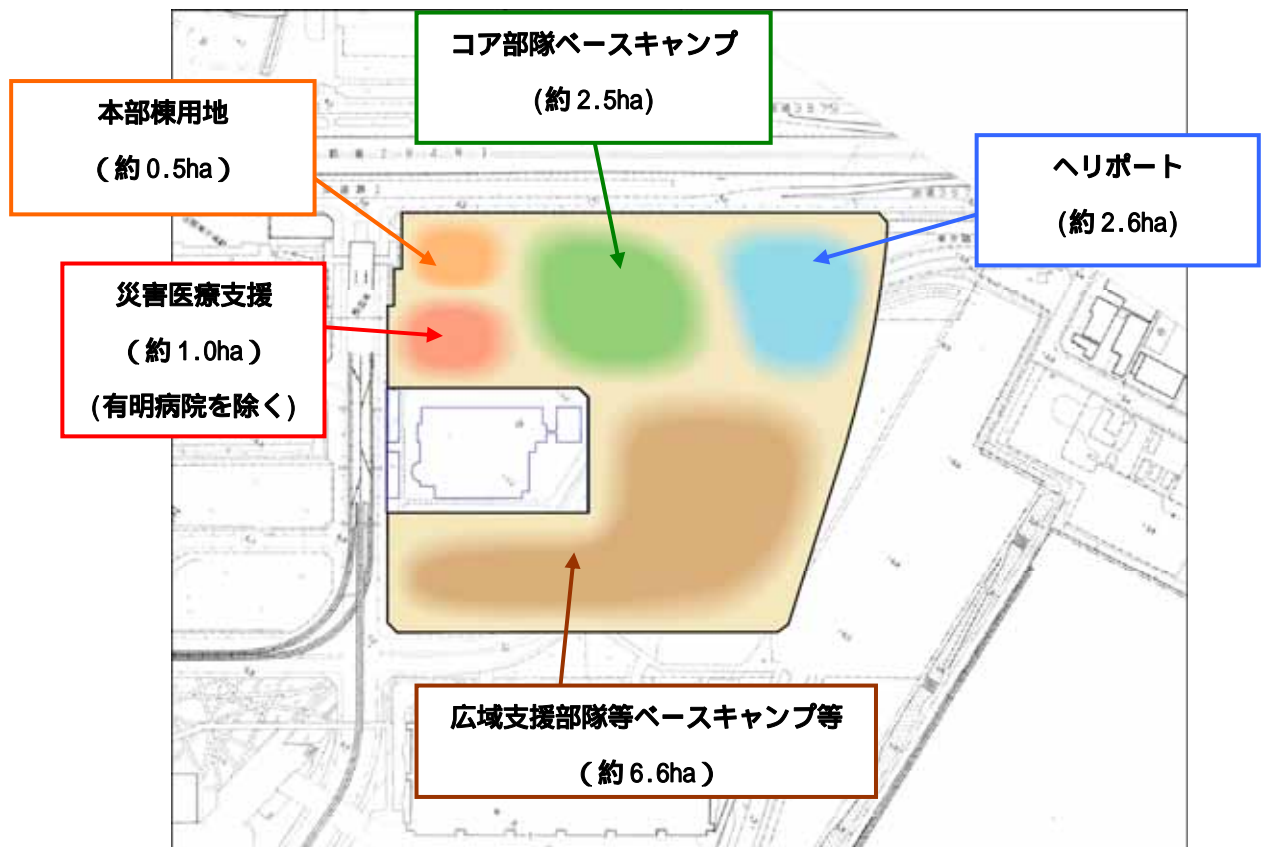 コア部隊ベースキャンプ
(約 2.5ha)
本部棟用地
（約 0.5ha）
ヘリポート
(約 2.6ha)
災害医療支援
（約 1.0ha）
(有明病院を除く)
広域支援部隊等ベースキャンプ等
（約 6.6ha）